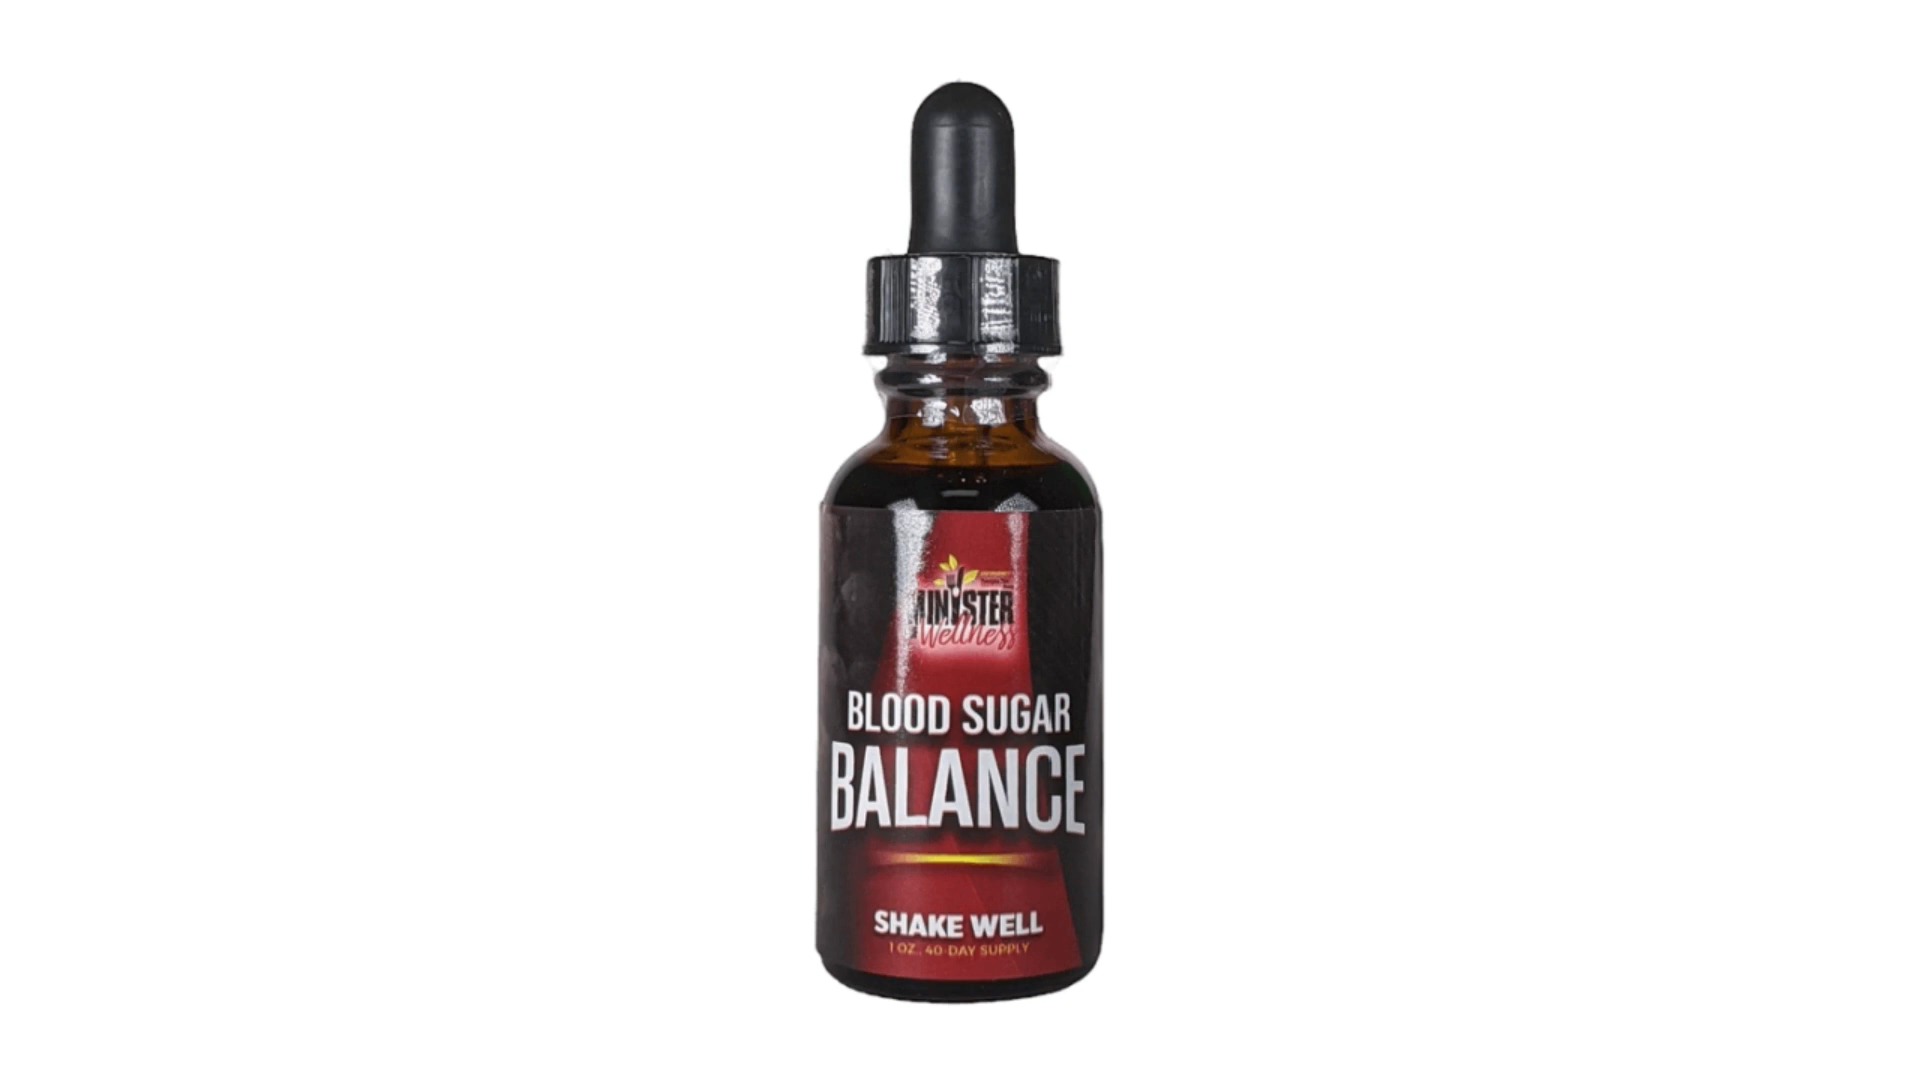 MINISTER
Wellness
BLOOD SUGAR
BALANCE
SHAKE WELL
1 OZ., 40-DAY SUPPLY